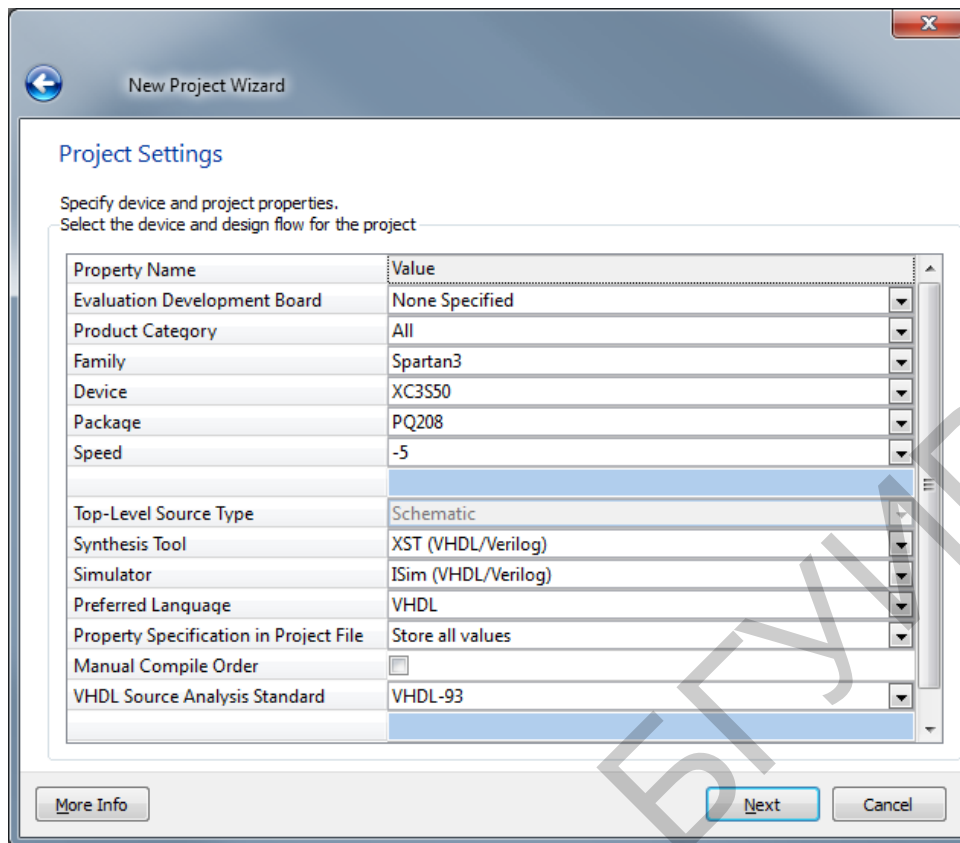 New Project Wizard
Project Settings
Specify device and project properties.
Select the device and design flow for the project
Property Name Value
Evaluation Development Board None Specified
Product Category All
Family Spartan3
Device XC3S50
Package PQ208
Speed -5
Top-Level Source Type Schematic
Synthesis Tool XST (VHDL/Verilog)
Simulator ISim (VHDL/Verilog)
Preferred Language VHDL
Property Specification in Project File Store all values
Manual Compile Order
VHDL Source Analysis Standard VHDL-93
More Info Next Cancel